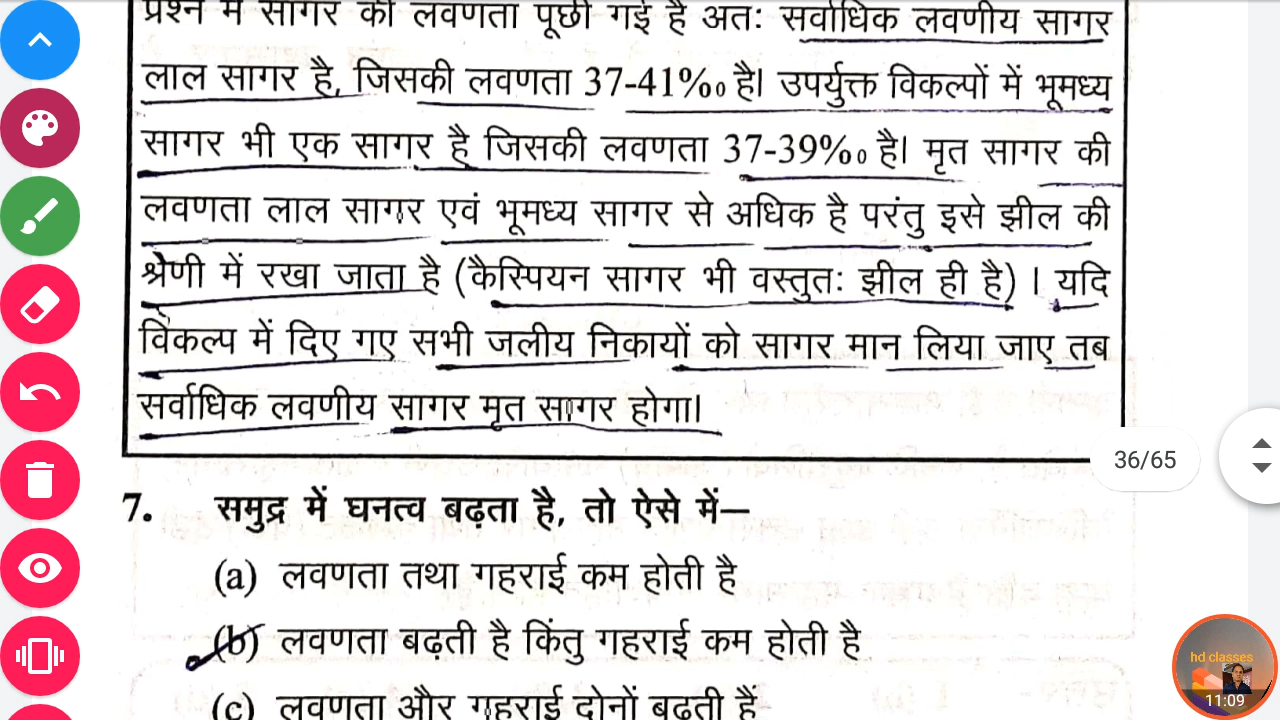 प्रश्न में सागर की लवणता पूछी गई है अतः सर्वाधिक लवणीय सागर
लाल सागर है, जिसकी लवणता 37-41‰ है। उपर्युक्त विकल्पों में भूमध्य
सागर भी एक सागर है जिसकी लवणता 37-39‰ है। मृत सागर की
लवणता लाल सागर एवं भूमध्य सागर से अधिक है परंतु इसे झील की
श्रेणी में रखा जाता है (कैस्पियन सागर भी वस्तुतः झील ही है) । यदि
विकल्प में दिए गए सभी जलीय निकायों को सागर मान लिया जाए तब
सर्वाधिक लवणीय सागर मृत सागर होगा।
36/65
7. समुद्र में घनत्व बढ़ता है, तो ऐसे में—
(a) लवणता तथा गहराई कम होती है
(b) लवणता बढ़ती है किंतु गहराई कम होती है
(c) लवणता और गहराई दोनों बढ़ती हैं
hd classes
11:09